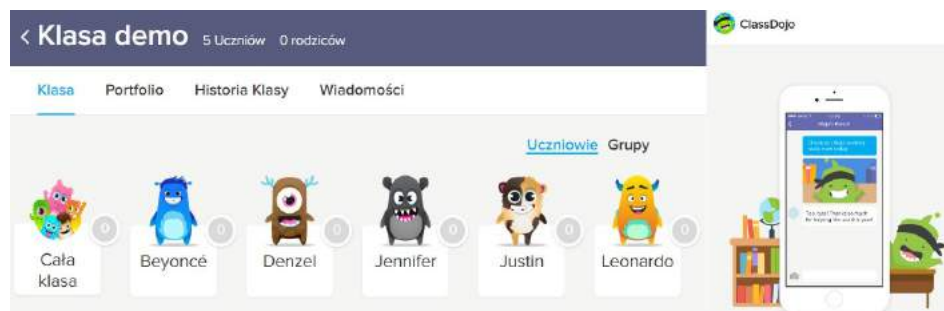 < Klasa demo 5 Uczniów 0 rodziców
Klasa Portfolio Historia Klasy Wiadomości
Uczniowie Grupy
0 0 0 0 0 0
Cała klasa
Beyoncé
Denzel
Jennifer
Justin
Leonardo
ClassDojo